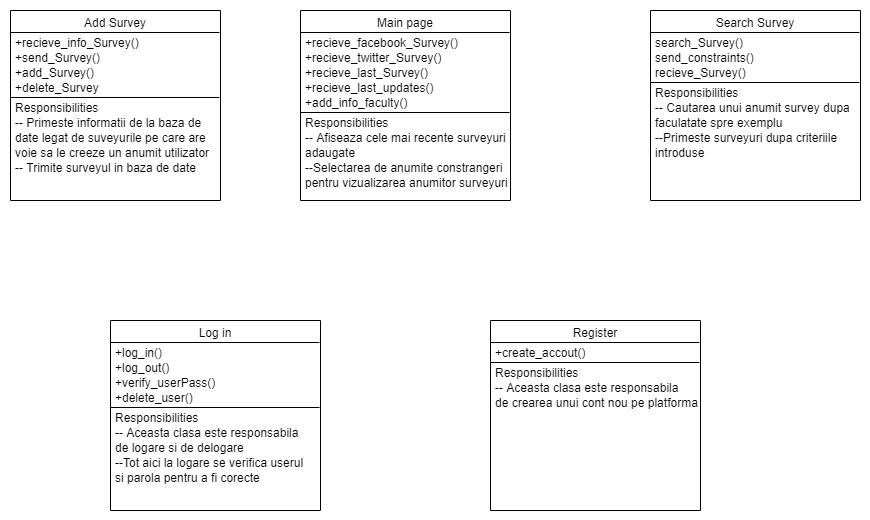 Add Survey
+recieve_info_Survey()
+send_Survey()
+add_Survey()
+delete_Survey
Responsibilities
-- Primeste informatii de la baza de
date legat de suveyurile pe care are
voie sa le creeze un anumit utilizator
-- Trimite surveyul in baza de date
Main page
+recieve_facebook_Survey()
+recieve_twitter_Survey()
+recieve_last_Survey()
+recieve_last_updates()
+add_info_faculty()
Responsibilities
-- Afiseaza cele mai recente surveyuri
adaugate
--Selectarea de anumite constrangeri
pentru vizualizarea anumitor surveyuri
Search Survey
search_Survey()
send_constraints()
recieve_Survey()
Responsibilities
-- Cautarea unui anumit survey dupa
faculatate spre exemplu
--Primeste surveyuri dupa criteriile
introduse
Log in
+log_in()
+log_out()
+verify_userPass()
+delete_user()
Responsibilities
-- Aceasta clasa este responsabila
de logare si de delogare
--Tot aici la logare se verifica userul
si parola pentru a fi corecte
Register
+create_accout()
Responsibilities
-- Aceasta clasa este responsabila
de crearea unui cont nou pe platforma